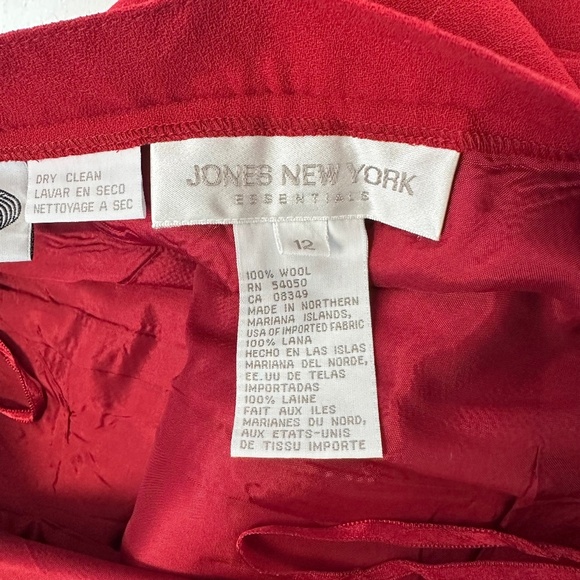 DRY CLEAN
LAVAR EN SECO
NETTOYAGE A SEC
JONES NEW YORK
ESSENTIALS
12
100% WOOL
RN 54050
CA 08349
MADE IN NORTHERN
MARIANA ISLANDS,
USA OF IMPORTED FABRIC
100% LANA
HECHO EN LAS ISLAS
MARIANA DEL NORDE,
EE.UU DE TELAS
IMPORTADAS
100% LAINE
FAIT AUX ILES
MARIANES DU NORD,
AUX ETATS-UNIS
DE TISSU IMPORTE